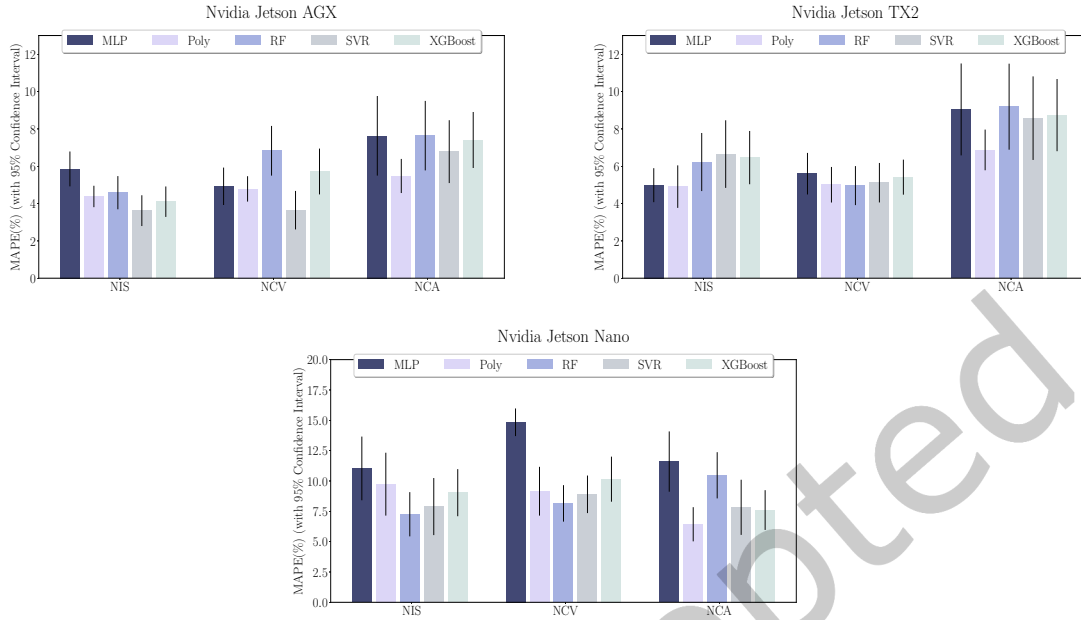 Nvidia Jetson AGX
MLP Poly RF SVR XGBoost
MAPE(%) (with 95% Confidence Interval)
12
10
8
6
4
2
0
NIS NCV NCA
Nvidia Jetson TX2
MLP Poly RF SVR XGBoost
MAPE(%) (with 95% Confidence Interval)
12
10
8
6
4
2
0
NIS NCV NCA
Nvidia Jetson Nano
MLP Poly RF SVR XGBoost
MAPE(%) (with 95% Confidence Interval)
20.0
17.5
15.0
12.5
10.0
7.5
5.0
2.5
0.0
NIS NCV NCA
pted